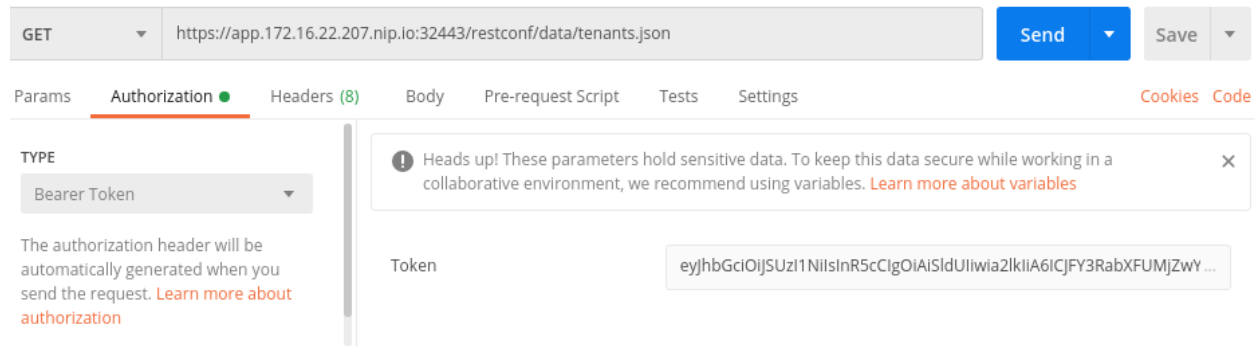 GET https://app.172.16.22.207.nip.io:32443/restconf/data/tenants.json Send Save
Params Authorization Headers (8) Body Pre-request Script Tests Settings Cookies Code
TYPE
Bearer Token
The authorization header will be
automatically generated when you
send the request. Learn more about
authorization
Heads up! These parameters hold sensitive data. To keep this data secure while working in a
collaborative environment, we recommend using variables. Learn more about variables
Token eyJhbGciOiJSUzI1NiIsInR5cCIgOiAiSldUIiwia2lkIiA6ICJFY3RabXFUMjZwY...